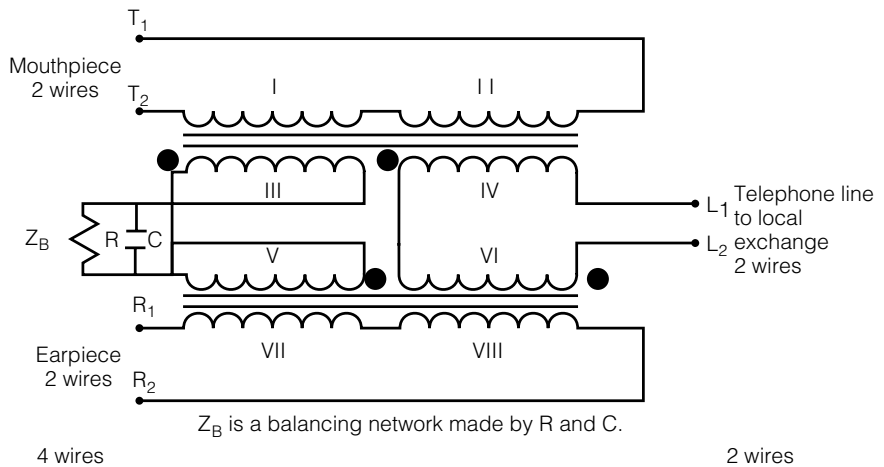 T1
Mouthpiece
2 wires
T2
I
I I
III
IV
L1
Telephone line
to local
L2
exchange
2 wires
ZB
R
C
V
VI
R1
VII
VIII
Earpiece
2 wires
R2
ZB is a balancing network made by R and C.
4 wires
2 wires